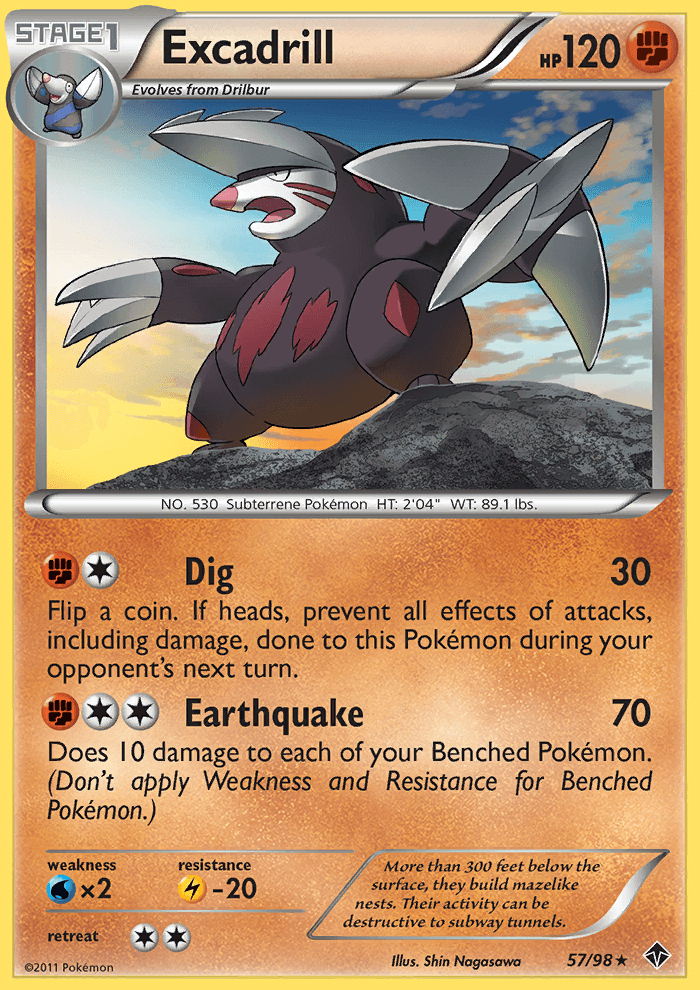 STAGE1
Excadrill
HP120
Evolves from Drilbur
NO. 530 Subterrene Pokémon HT: 2'04" WT: 89.1 lbs.
Dig 30
Flip a coin. If heads, prevent all effects of attacks,
including damage, done to this Pokémon during your
opponent's next turn.
Earthquake 70
Does 10 damage to each of your Benched Pokémon.
(Don't apply Weakness and Resistance for Benched
Pokémon.)
weakness
×2
resistance
-20
retreat
More than 300 feet below the
surface, they build mazelike
nests. Their activity can be
destructive to subway tunnels.
©2011 Pokémon
Illus. Shin Nagasawa
57/98 ★